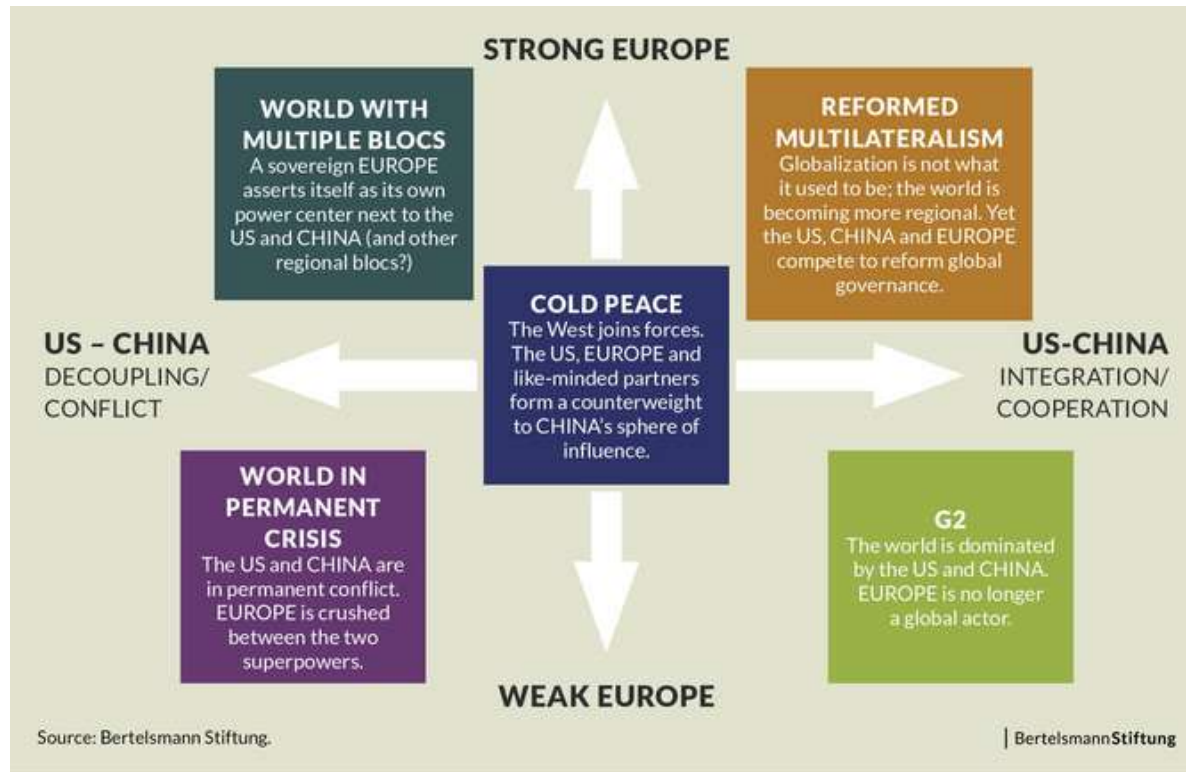 STRONG EUROPE
WORLD WITH
MULTIPLE BLOCS
A sovereign EUROPE
asserts itself as its own
power center next to the
US and CHINA (and other
regional blocs?)
REFORMED
MULTILATERALISM
Globalization is not what
it used to be; the world is
becoming more regional. Yet
the US, CHINA and EUROPE
compete to reform global
governance.
US – CHINA
DECOUPLING/
CONFLICT
COLD PEACE
The West joins forces.
The US, EUROPE and
like-minded partners
form a counterweight
to CHINA's sphere of
influence.
US-CHINA
INTEGRATION/
COOPERATION
WORLD IN
PERMANENT
CRISIS
The US and CHINA are
in permanent conflict.
EUROPE is crushed
between the two
superpowers.
G2
The world is dominated
by the US and CHINA.
EUROPE is no longer
a global actor.
WEAK EUROPE
Source: Bertelsmann Stiftung.
| BertelsmannStiftung